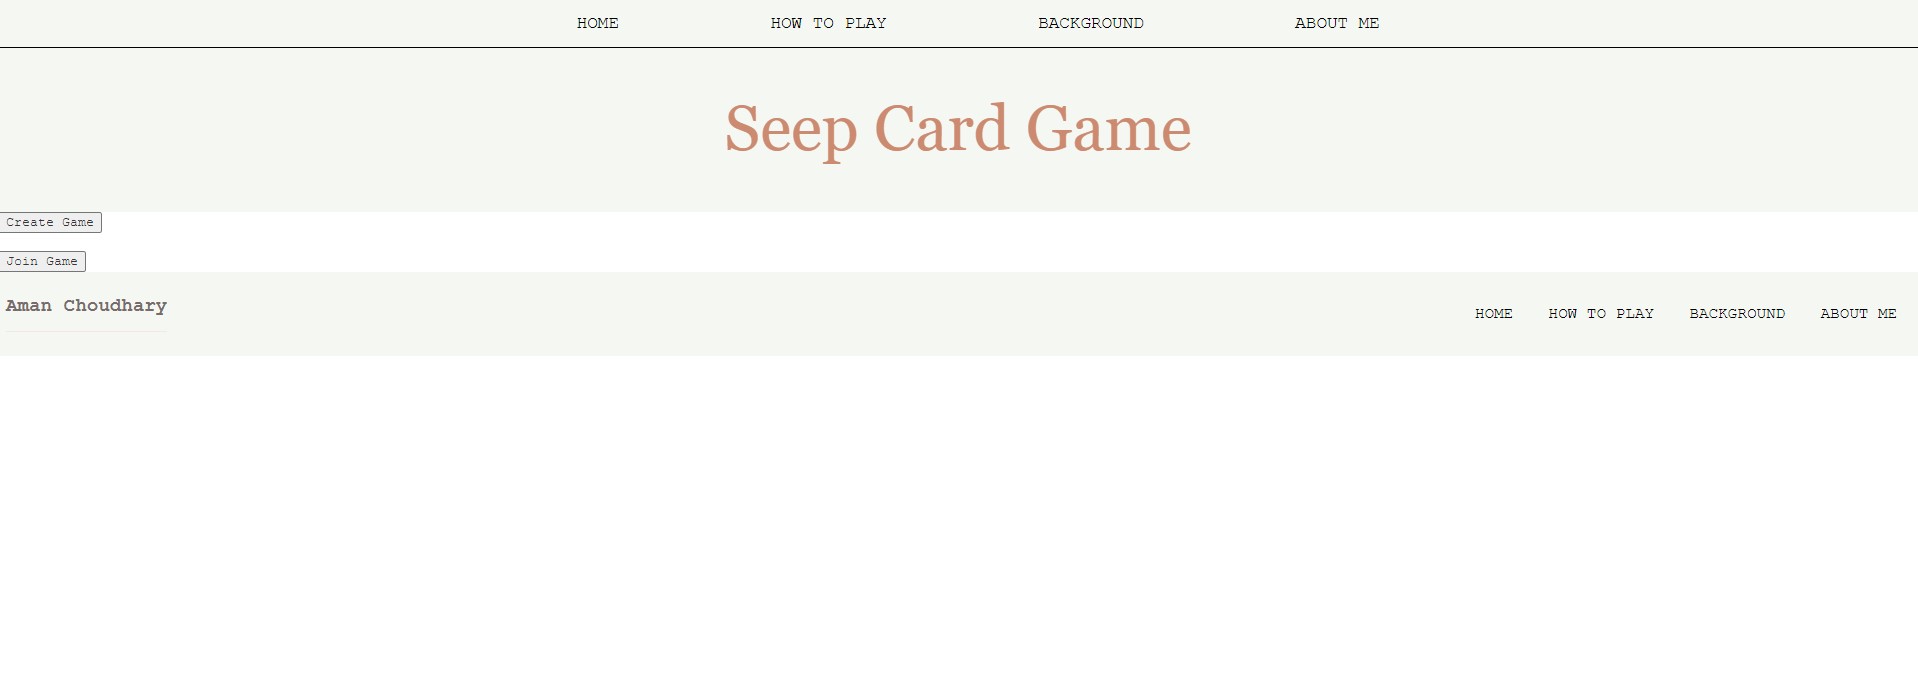 HOME HOW TO PLAY BACKGROUND ABOUT ME
Seep Card Game
Create Game
Join Game
Aman Choudhary
HOME HOW TO PLAY BACKGROUND ABOUT ME